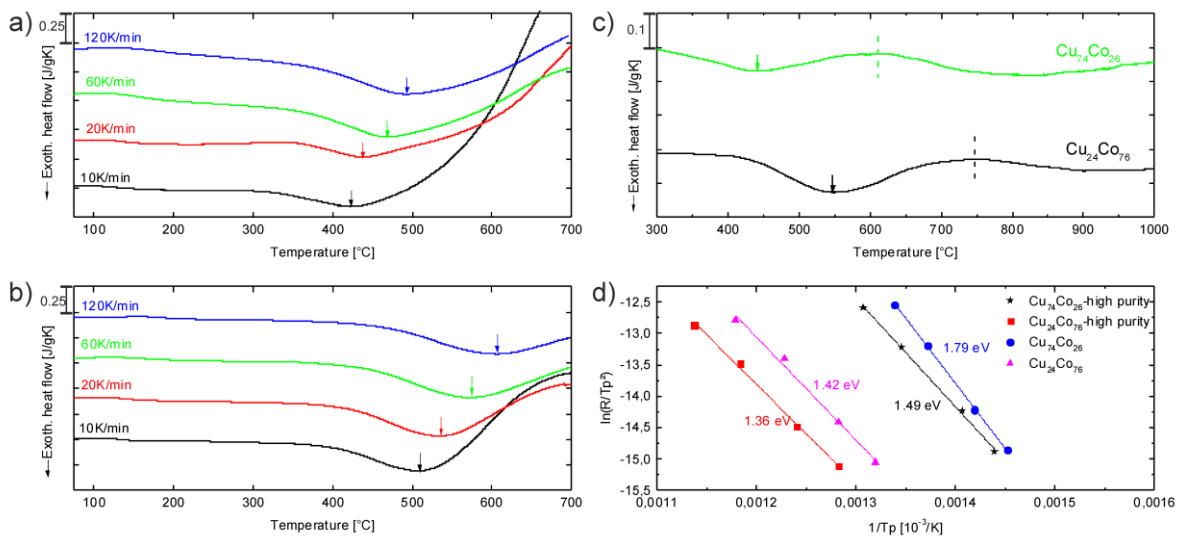 a)
0.25
120K/min
60K/min
20K/min
10K/min
Exoth. heat flow [J/gK]
100 200 300 400 500 600 700
Temperature [°C]
c)
0.1
Cu74Co26
Cu24Co76
Exoth. heat flow [J/gK]
300 400 500 600 700 800 900 1000
Temperature [°C]
b)
0.25
120K/min
60K/min
20K/min
10K/min
Exoth. heat flow [J/gK]
100 200 300 400 500 600 700
Temperature [°C]
d)
-12,5
-13,0
-13,5
-14,0
-14,5
-15,0
-15,5
ln(R/Tp²)
Cu74Co26-high purity
Cu24Co76-high purity
Cu74Co26
Cu24Co76
1.79 eV
1.42 eV
1.49 eV
1.36 eV
0,0011 0,0012 0,0013 0,0014 0,0015 0,0016
1/Tp [10⁻³/K]